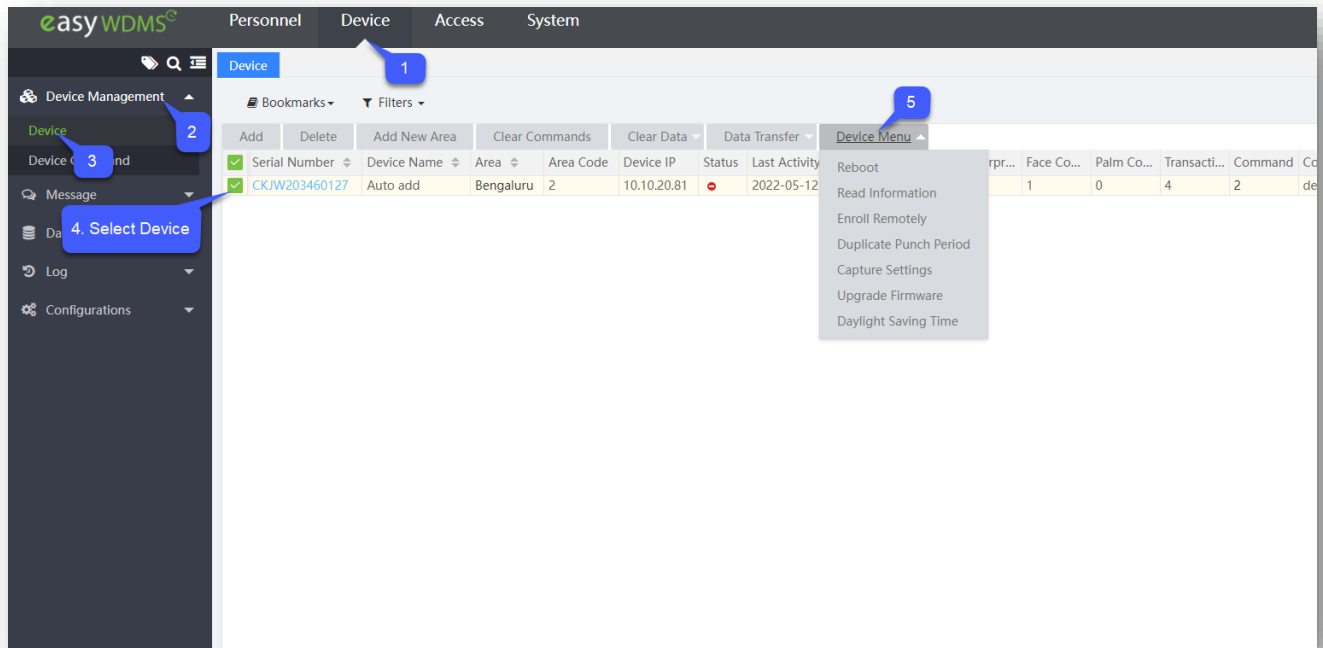 easy WDMS
Personnel Device Access System
1
Device
Device Management
2
Bookmarks Filters
5
Device
3
Device C and
Message
4. Select Device
Da
Log
Configurations
Add Delete Add New Area Clear Commands Clear Data Data Transfer Device Menu
Serial Number Device Name Area Area Code Device IP Status Last Activity rpr... Face Co... Palm Co... Transacti... Command Co
CKJW203460127 Auto add Bengaluru 2 10.10.20.81 2022-05-12 1 0 4 2 de
Reboot
Read Information
Enroll Remotely
Duplicate Punch Period
Capture Settings
Upgrade Firmware
Daylight Saving Time